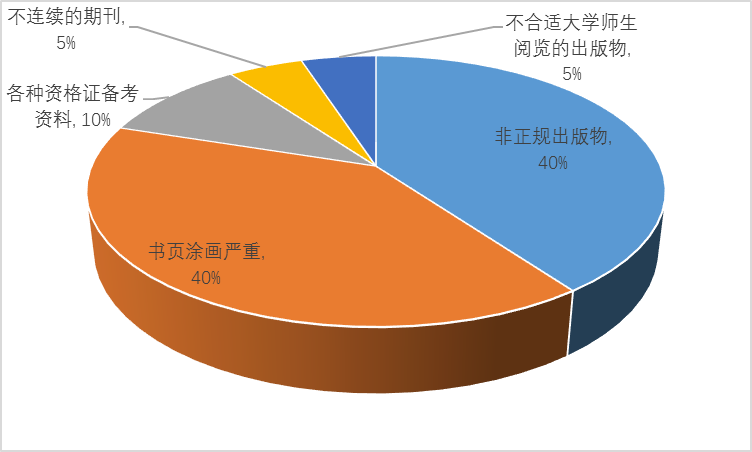 不连续的期刊,
5%
不合适大学师生
阅览的出版物,
5%
各种资格证备考
资料, 10%
非正规出版物,
40%
书页涂画严重,
40%